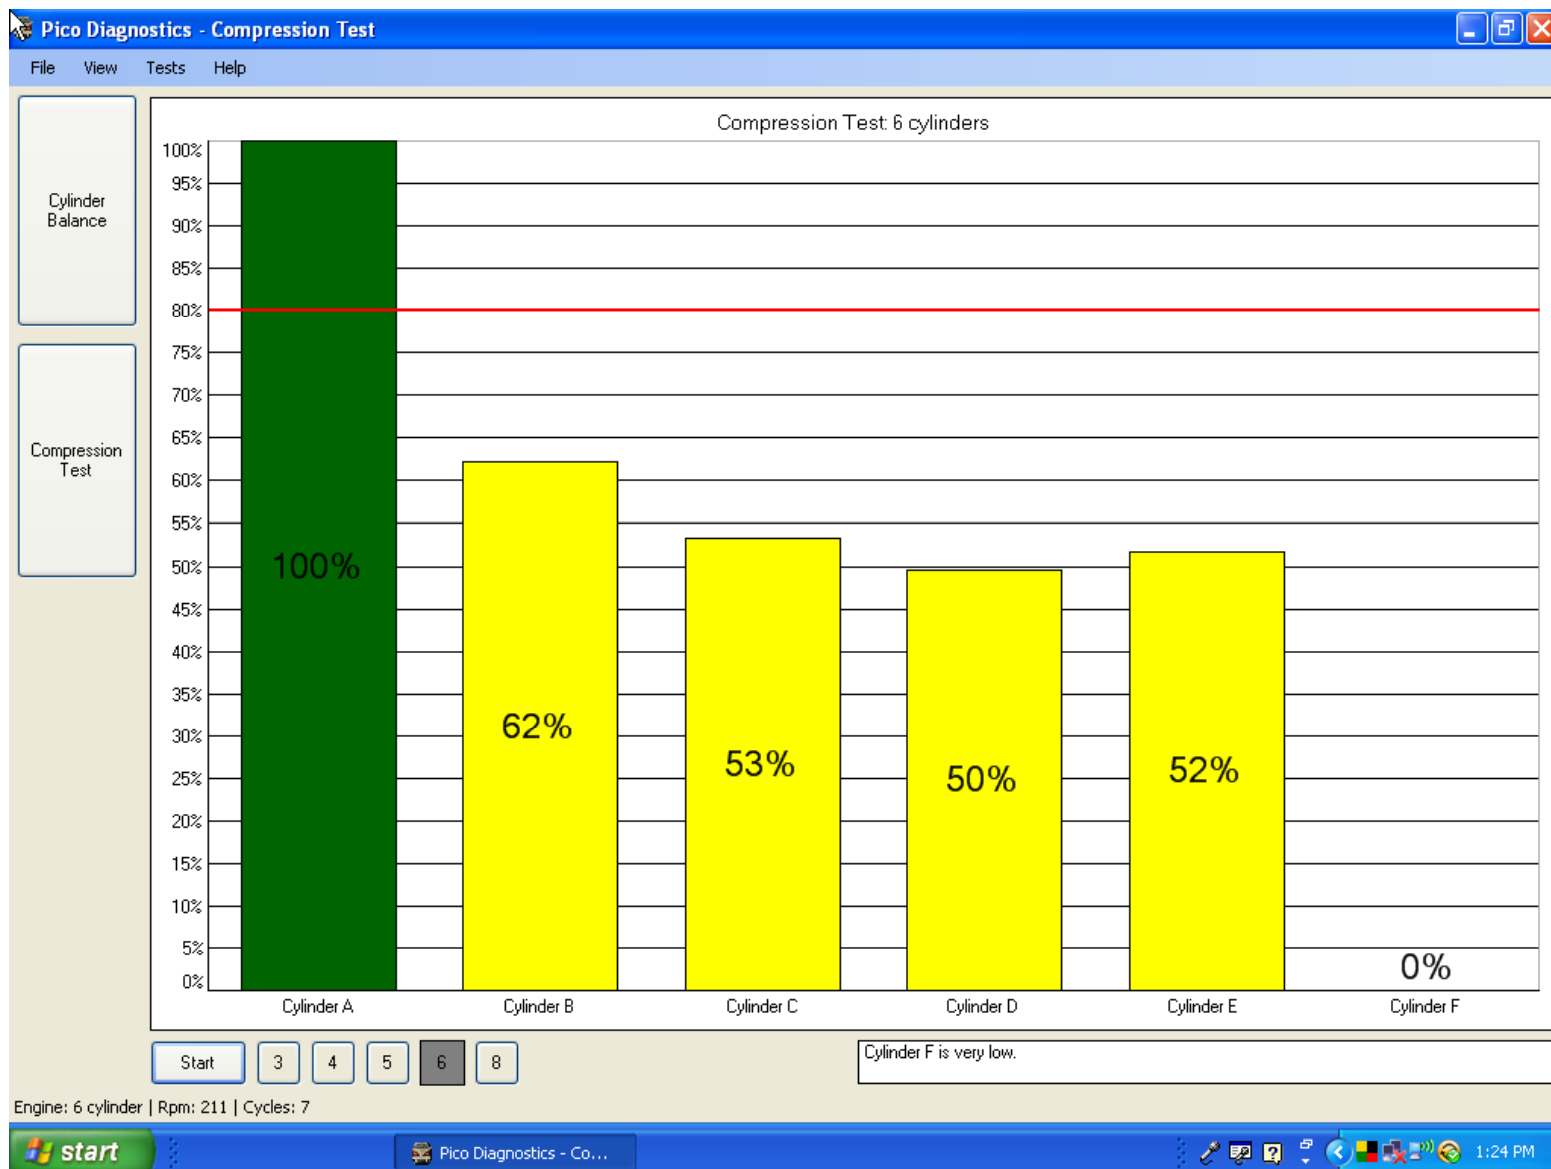 Pico Diagnostics - Compression Test
File View Tests Help
Cylinder
Balance
Compression
Test
Compression Test: 6 cylinders
100%
95%
90%
85%
80%
75%
70%
65%
60%
55%
50%
45%
40%
35%
30%
25%
20%
15%
10%
5%
0%
100%
62%
53%
50%
52%
0%
Cylinder A Cylinder B Cylinder C Cylinder D Cylinder E Cylinder F
Start 3 4 5 6 8
Cylinder F is very low.
Engine: 6 cylinder | Rpm: 211 | Cycles: 7
start Pico Diagnostics - Co... 1:24 PM